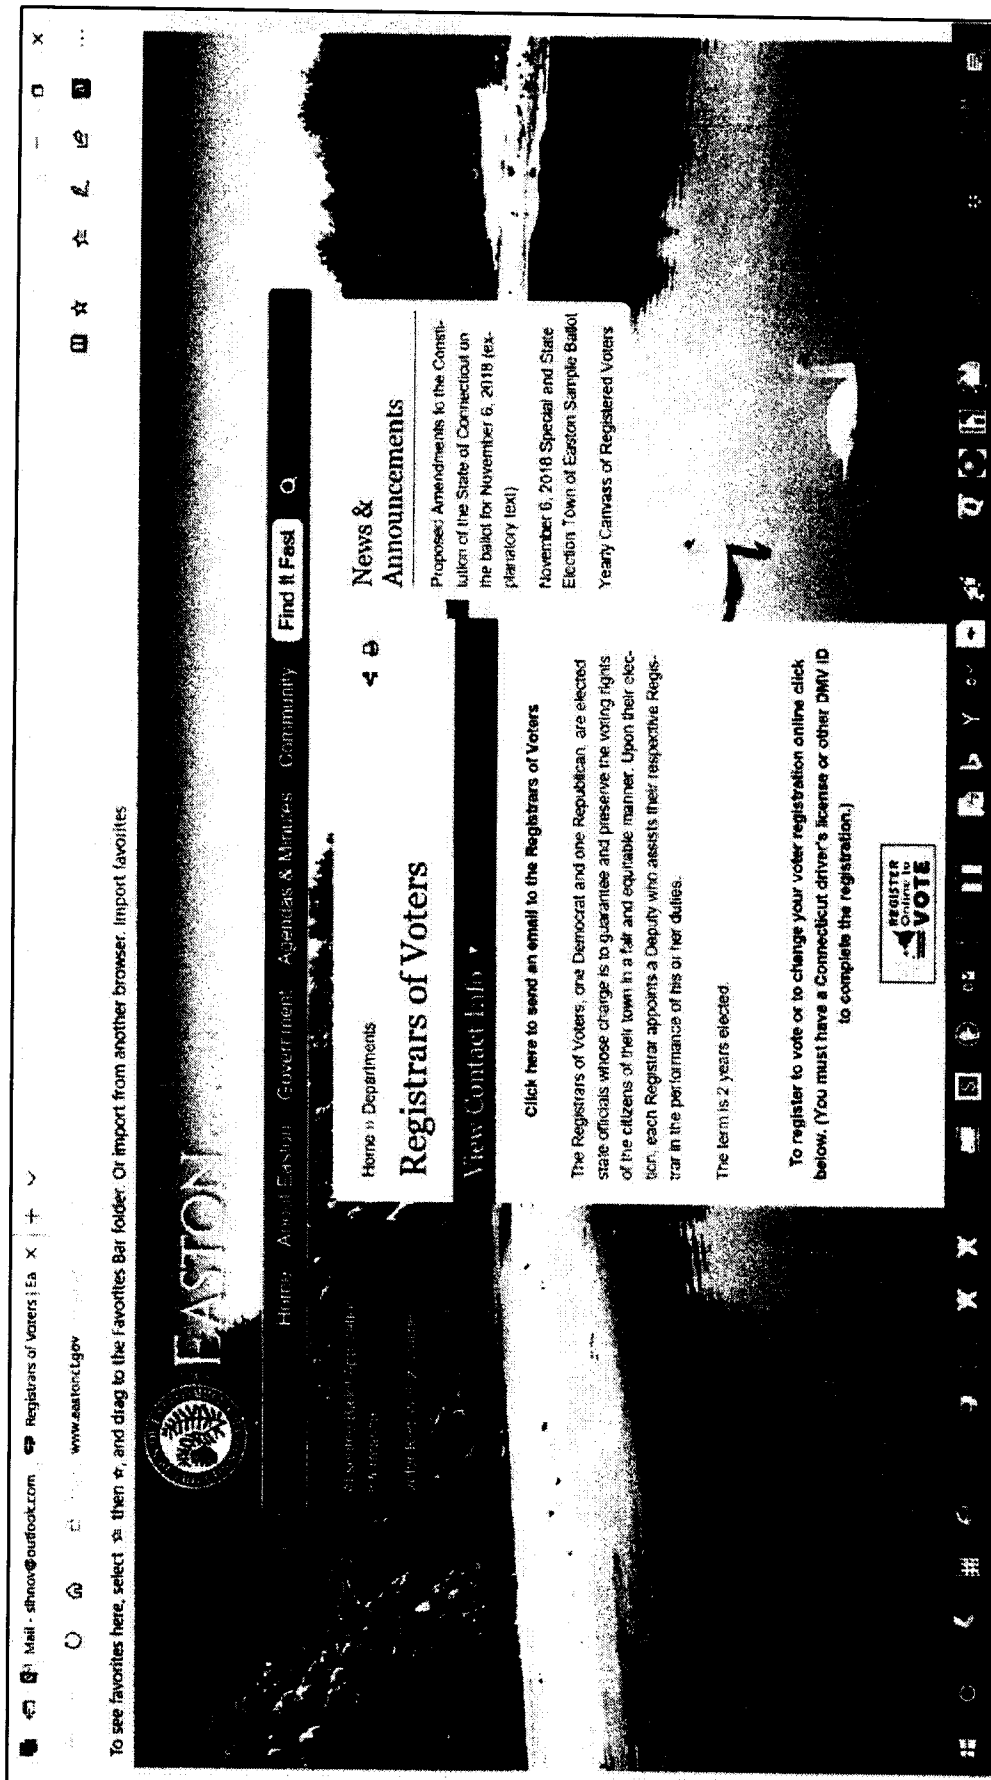 Mail - slhnov@outlook.com
Registrars of Voters | Ea
www.eastonct.gov
To see favorites here, select then , and drag to the Favorites Bar folder. Or import from another browser. Import favorites
EASTON
Home About Easton Government Agendas & Minutes Community Find It Fast
Home » Departments
Registrars of Voters
View Contact Info
Click here to send an email to the Registrars of Voters
The Registrars of Voters, one Democrat and one Republican, are elected
state officials whose charge is to guarantee and preserve the voting rights
of the citizens of their town in a fair and equitable manner. Upon their elec-
tion, each Registrar appoints a Deputy who assists their respective Regis-
trar in the performance of his or her duties.
The term is 2 years elected.
To register to vote or to change your voter registration online click
below. (You must have a Connecticut driver's license or other DMV ID
to complete the registration.)
REGISTER
Online to
VOTE
News &
Announcements
Proposed Amendments to the Consti-
tution of the State of Connecticut on
the ballot for November 6, 2018 (ex-
planatory text)
November 6, 2018 Special and State
Election Town of Easton Sample Ballot
Yearly Canvass of Registered Voters